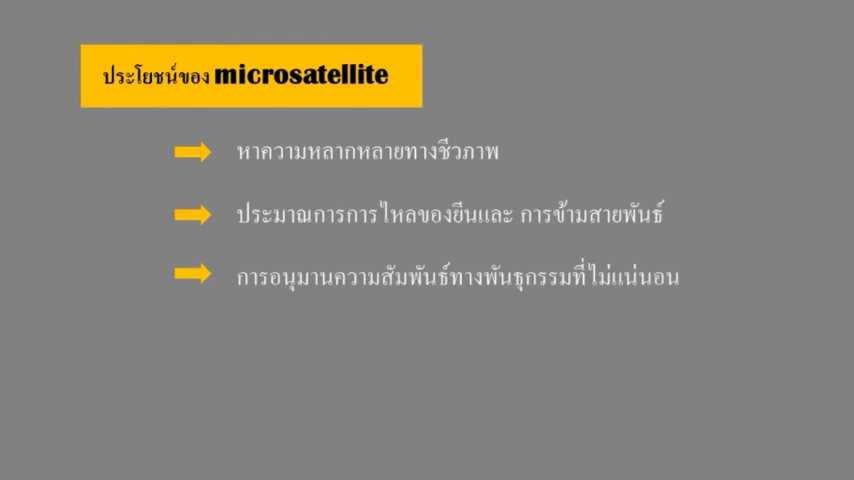 ประโยชน์ของ microsatellite
หาความหลากหลายทางชีวภาพ
ประมาณการการไหลของยีนและ การข้ามสายพันธ์
การอนุมานความสัมพันธ์ทางพันธุกรรมที่ไม่แน่นอน